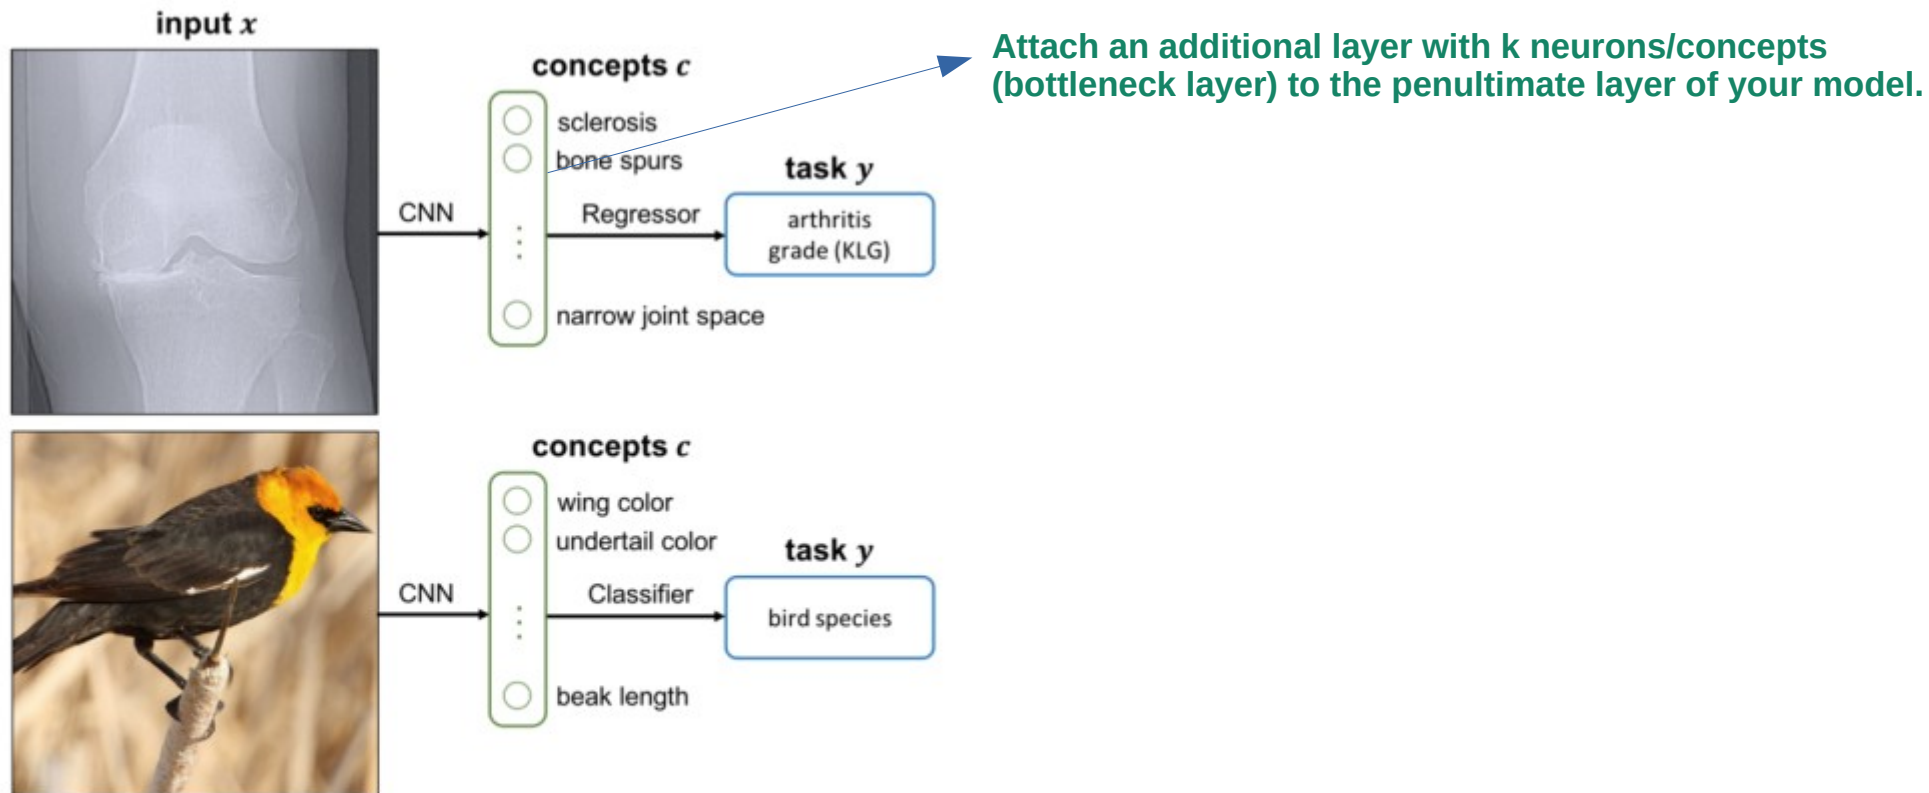 input x
concepts c
Attach an additional layer with k neurons/concepts
(bottleneck layer) to the penultimate layer of your model.
sclerosis
bone spurs
task y
CNN
Regressor
arthritis
grade (KLG)
narrow joint space
concepts c
wing color
undertail color
task y
CNN
Classifier
bird species
beak length